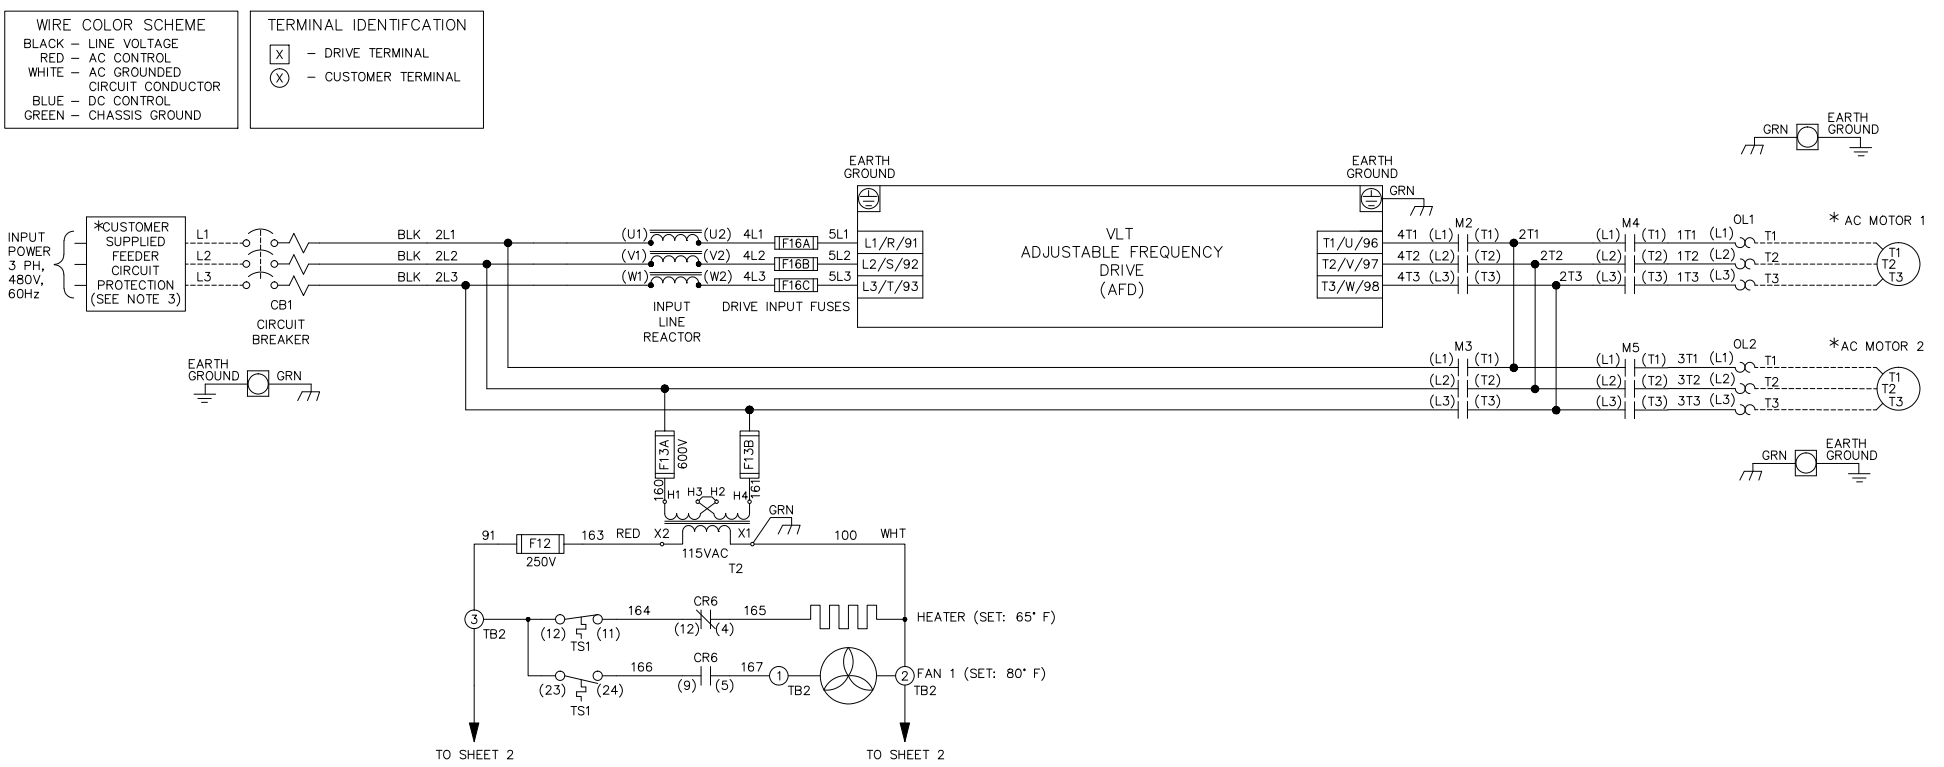 WIRE COLOR SCHEME
BLACK – LINE VOLTAGE
RED – AC CONTROL
WHITE – AC GROUNDED
CIRCUIT CONDUCTOR
BLUE – DC CONTROL
GREEN – CHASSIS GROUND
TERMINAL IDENTIFCATION
X – DRIVE TERMINAL
X – CUSTOMER TERMINAL
GRN
EARTH
GROUND
EARTH
GROUND
EARTH
GROUND
GRN
INPUT
POWER
3 PH,
480V,
60Hz
*CUSTOMER
SUPPLIED
FEEDER
CIRCUIT
PROTECTION
(SEE NOTE 3)
L1
L2
L3
CB1
CIRCUIT
BREAKER
BLK 2L1
BLK 2L2
BLK 2L3
(U1) (U2) 4L1 F16A 5L1 L1/R/91
(V1) (V2) 4L2 F16B 5L2 L2/S/92
(W1) (W2) 4L3 F16C 5L3 L3/T/93
INPUT
LINE
REACTOR
DRIVE INPUT FUSES
VLT
ADJUSTABLE FREQUENCY
DRIVE
(AFD)
M2 M4 OL1 * AC MOTOR 1
T1/U/96 4T1 (L1) (T1) 2T1 (L1) (T1) 1T1 (L1) T1
T2/V/97 4T2 (L2) (T2) 2T2 (L2) (T2) 1T2 (L2) T2
T3/W/98 4T3 (L3) (T3) 2T3 (L3) (T3) 1T3 (L3) T3
T1
T2
T3
M3 M5 OL2 *AC MOTOR 2
(L1) (T1) (L1) (T1) 3T1 (L1) T1
(L2) (T2) (L2) (T2) 3T2 (L2) T2
(L3) (T3) (L3) (T3) 3T3 (L3) T3
T1
T2
T3
EARTH
GROUND GRN
GRN
EARTH
GROUND
F13A
600V
F13B
160
161
H1 H3 H2 H4
GRN
91 F12 163 RED X2 X1 100 WHT
250V
115VAC
T2
3
TB2
(12) (11)
TS1
164
CR6
(12) (4)
165
HEATER (SET: 65° F)
(23) (24)
TS1
166
CR6
(9) (5)
167
1
TB2
2
TB2
FAN 1 (SET: 80° F)
TO SHEET 2
TO SHEET 2